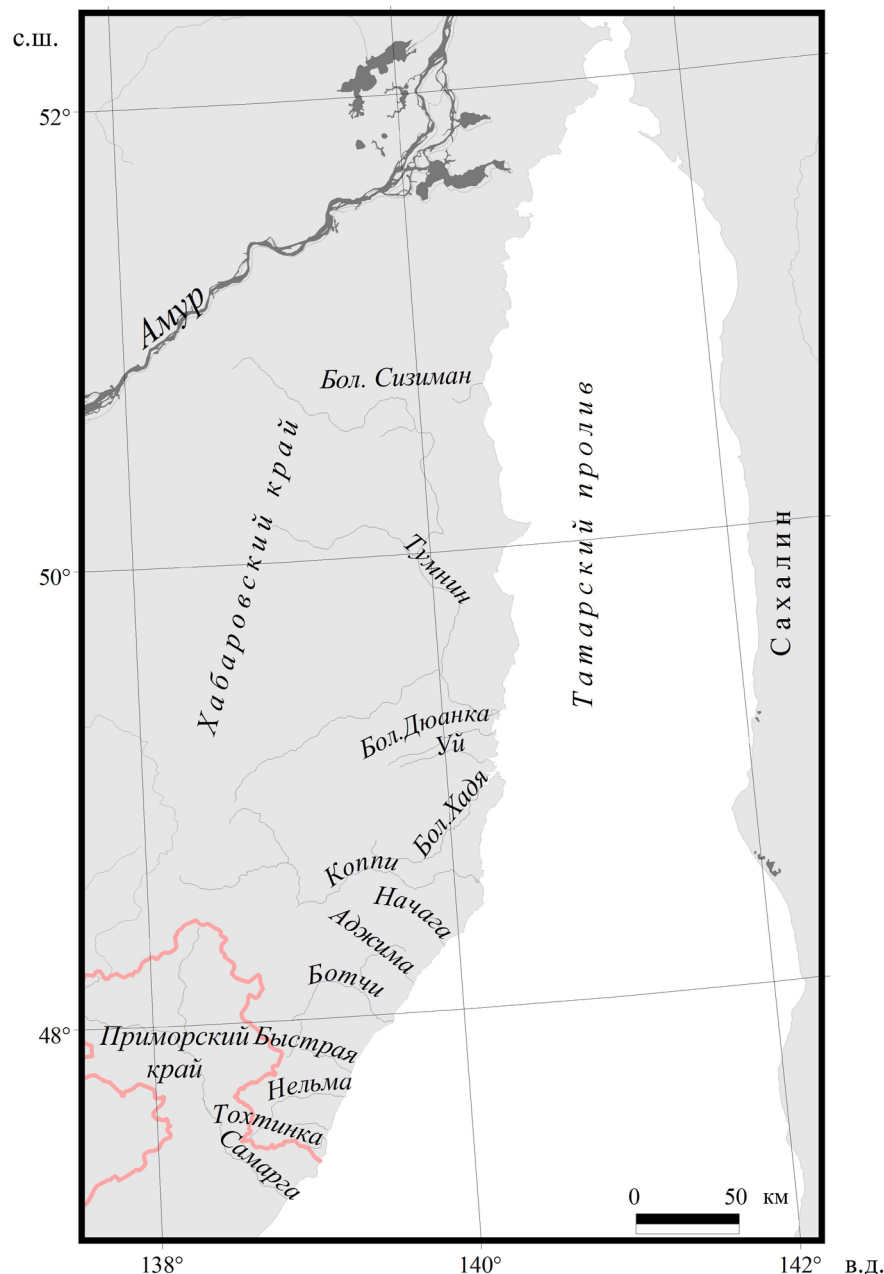 с.ш.
52°
Амур
Бол. Сизиман
Хабаровский край
Татарский пролив
Сахалин
Тумнин
50°
Бол.Дюанка
Уй
Бол.Хадя
Коппи
Начага
Аджима
Ботчи
48°
Приморский
край
Быстрая
Нельма
Тохтинка
Самарга
0 50 км
138° 140° 142° в.д.